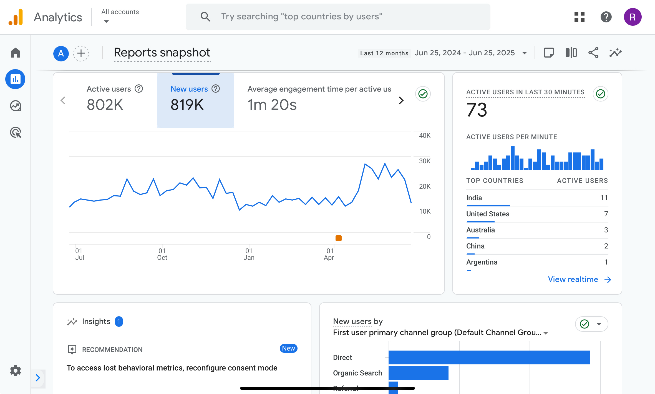 Analytics
All accounts
Try searching "top countries by users"
R
A
Reports snapshot
Last 12 months Jun 25, 2024 - Jun 25, 2025
Active users
802K
New users
819K
Average engagement time per active us
1m 20s
40K
30K
20K
10K
0
01 Jul
01 Oct
01 Jan
01 Apr
ACTIVE USERS IN LAST 30 MINUTES
73
ACTIVE USERS PER MINUTE
TOP COUNTRIES ACTIVE USERS
India 11
United States 7
Australia 3
China 2
Argentina 1
View realtime
Insights
RECOMMENDATION
New
To access lost behavioral metrics, reconfigure consent mode
New users by
First user primary channel group (Default Channel Grou...
Direct
Organic Search
Referral